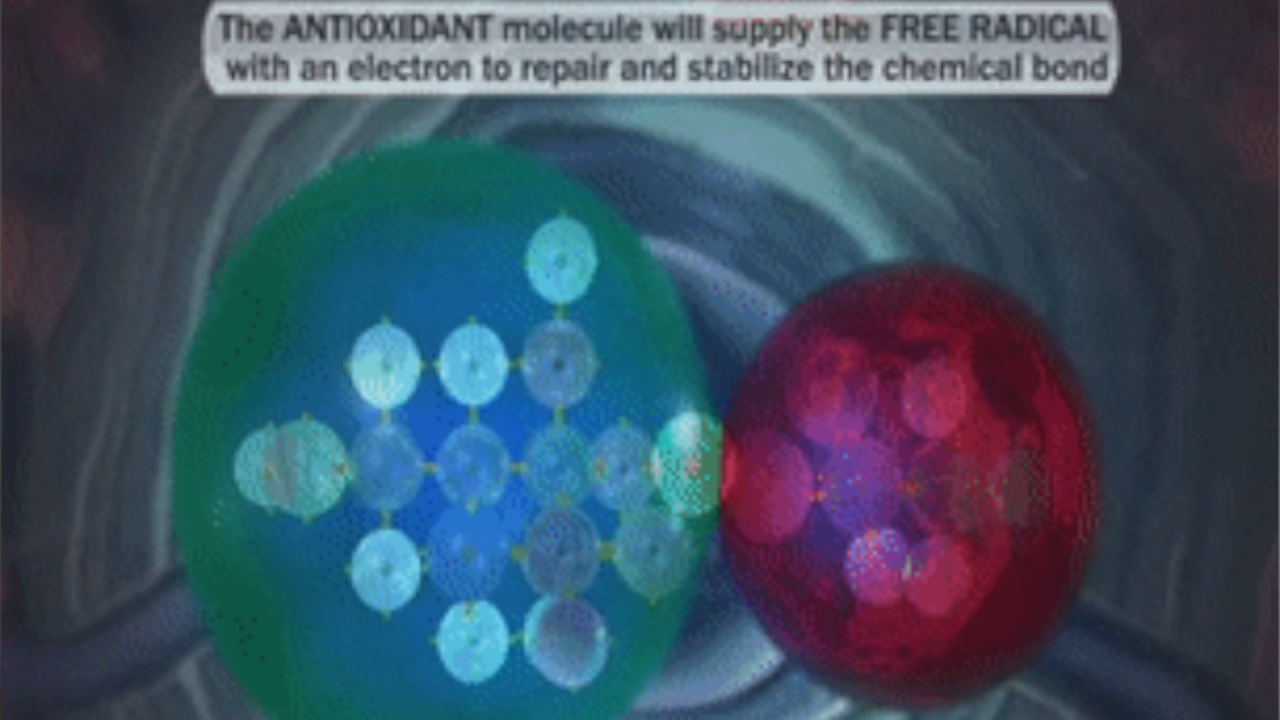 The ANTIOXIDANT molecule will supply the FREE RADICAL
with an electron to repair and stabilize the chemical bond